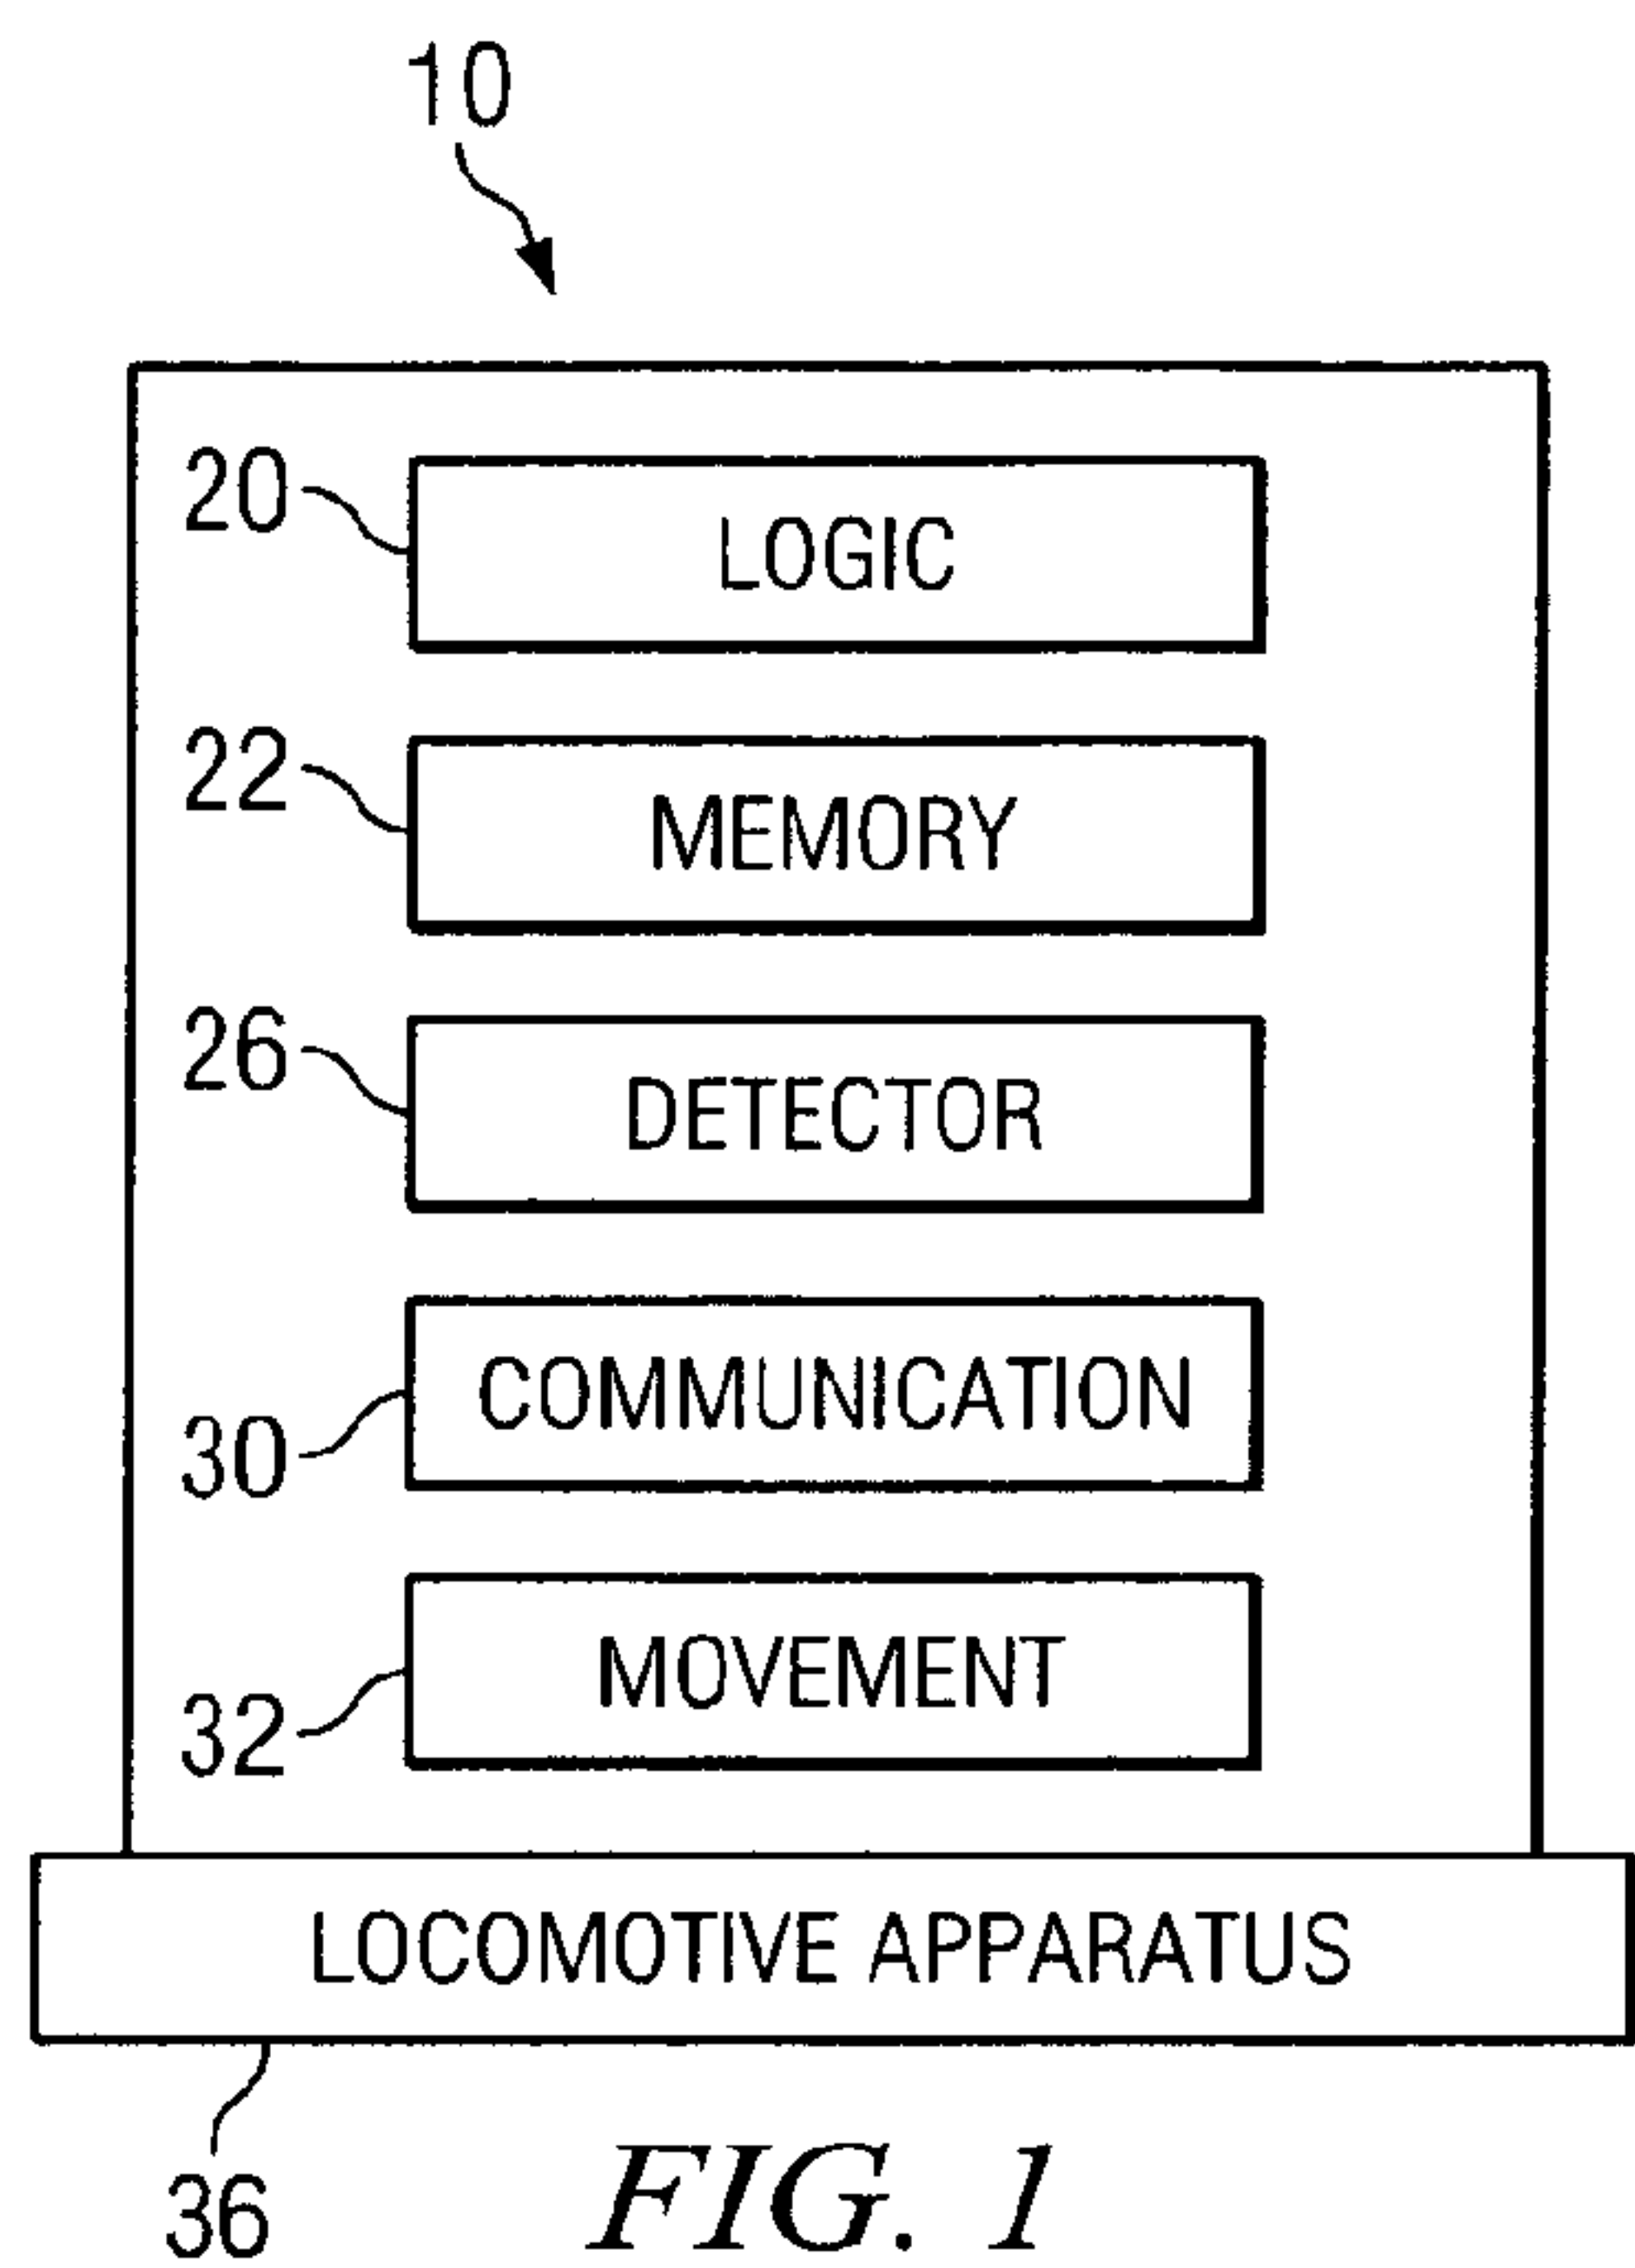 10
20 LOGIC
22 MEMORY
26 DETECTOR
COMMUNICATION
30
MOVEMENT
32
LOCOMOTIVE APPARATUS
36
FIG. 1